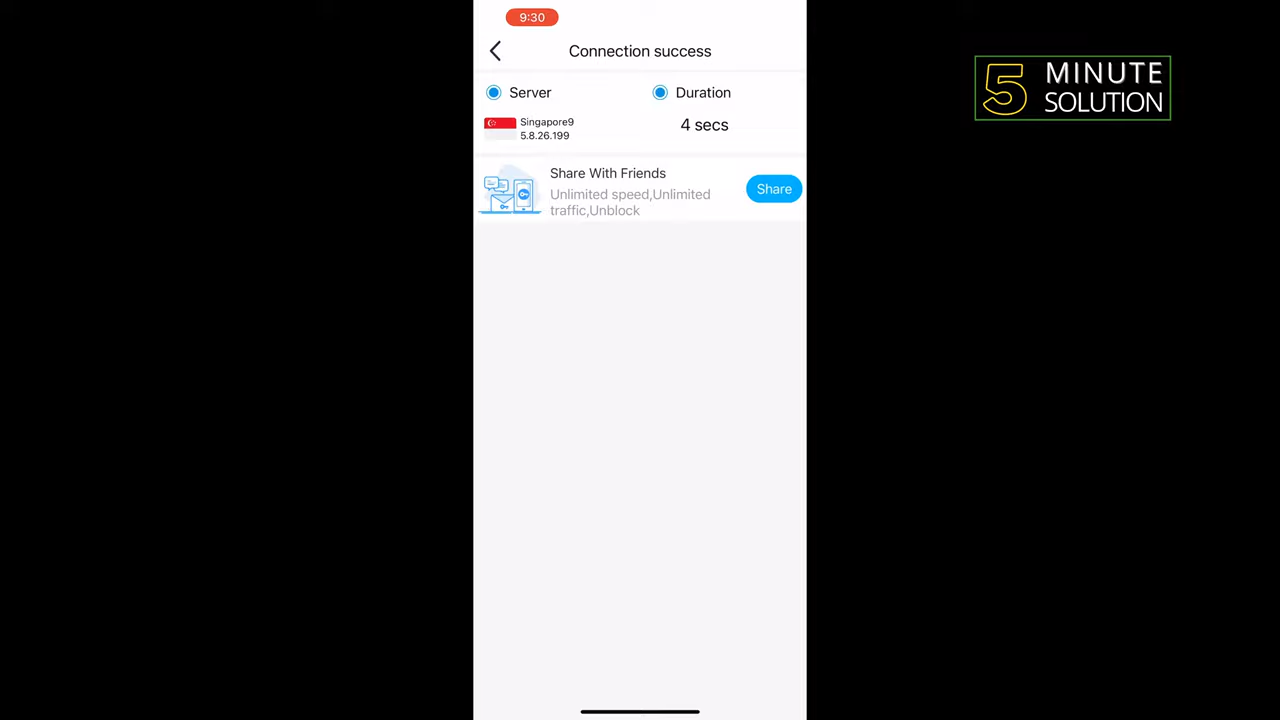 9:30
Connection success
Server
Duration
Singapore9
5.8.26.199
4 secs
Share With Friends
Unlimited speed,Unlimited
traffic,Unblock
Share
5 MINUTE
SOLUTION